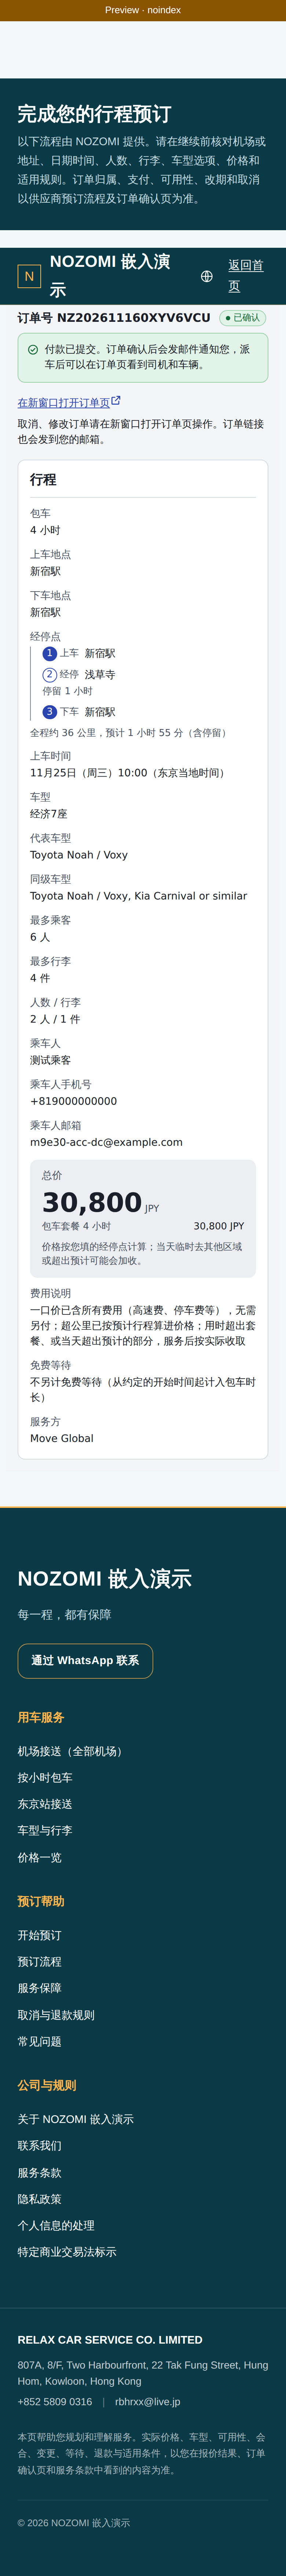 Preview · noindex
完成您的行程预订
以下流程由 NOZOMI 提供。请在继续前核对机场或
地址、日期时间、人数、行李、车型选项、价格和
适用规则。订单归属、支付、可用性、改期和取消
以供应商预订流程及订单确认页为准。
N
NOZOMI 嵌入演
示
返回首
页
订单号 NZ202611160XYV6VCU
已确认
付款已提交。订单确认后会发邮件通知您，派
车后可以在订单页看到司机和车辆。
在新窗口打开订单页
取消、修改订单请在新窗口打开订单页操作。订单链接
也会发到您的邮箱。
行程
包车
4 小时
上车地点
新宿駅
下车地点
新宿駅
经停点
1 上车 新宿駅
2 经停 浅草寺
停留 1 小时
3 下车 新宿駅
全程约 36 公里，预计 1 小时 55 分（含停留）
上车时间
11月25日（周三）10:00（东京当地时间）
车型
经济7座
代表车型
Toyota Noah / Voxy
同级车型
Toyota Noah / Voxy, Kia Carnival or similar
最多乘客
6 人
最多行李
4 件
人数 / 行李
2 人 / 1 件
乘车人
测试乘客
乘车人手机号
+819000000000
乘车人邮箱
m9e30-acc-dc@example.com
总价
30,800 JPY
包车套餐 4 小时 30,800 JPY
价格按您填的经停点计算；当天临时去其他区域
或超出预计可能会加收。
费用说明
一口价已含所有费用（高速费、停车费等），无需
另付；超公里已按预计行程算进价格；用时超出套
餐、或当天超出预计的部分，服务后按实际收取
免费等待
不另计免费等待（从约定的开始时间起计入包车时
长）
服务方
Move Global
NOZOMI 嵌入演示
每一程，都有保障
通过 WhatsApp 联系
用车服务
机场接送（全部机场）
按小时包车
东京站接送
车型与行李
价格一览
预订帮助
开始预订
预订流程
服务保障
取消与退款规则
常见问题
公司与规则
关于 NOZOMI 嵌入演示
联系我们
服务条款
隐私政策
个人信息的处理
特定商业交易法标示
RELAX CAR SERVICE CO. LIMITED
807A, 8/F, Two Harbourfront, 22 Tak Fung Street, Hung
Hom, Kowloon, Hong Kong
+852 5809 0316 | rbhrxx@live.jp
本页帮助您规划和理解服务。实际价格、车型、可用性、会
合、变更、等待、退款与适用条件，以您在报价结果、订单
确认页和服务条款中看到的内容为准。
© 2026 NOZOMI 嵌入演示